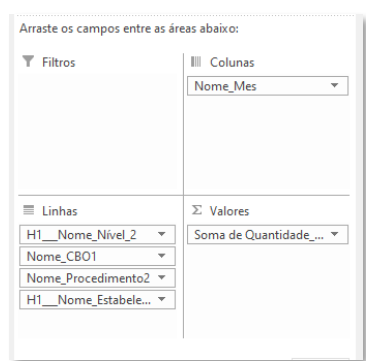 Arraste os campos entre as áreas abaixo:
Filtros
Colunas
Nome_Mes
Linhas
H1__Nome_Nível_2
Nome_CBO1
Nome_Procedimento2
H1__Nome_Estabele...
Σ Valores
Soma de Quantidade_...